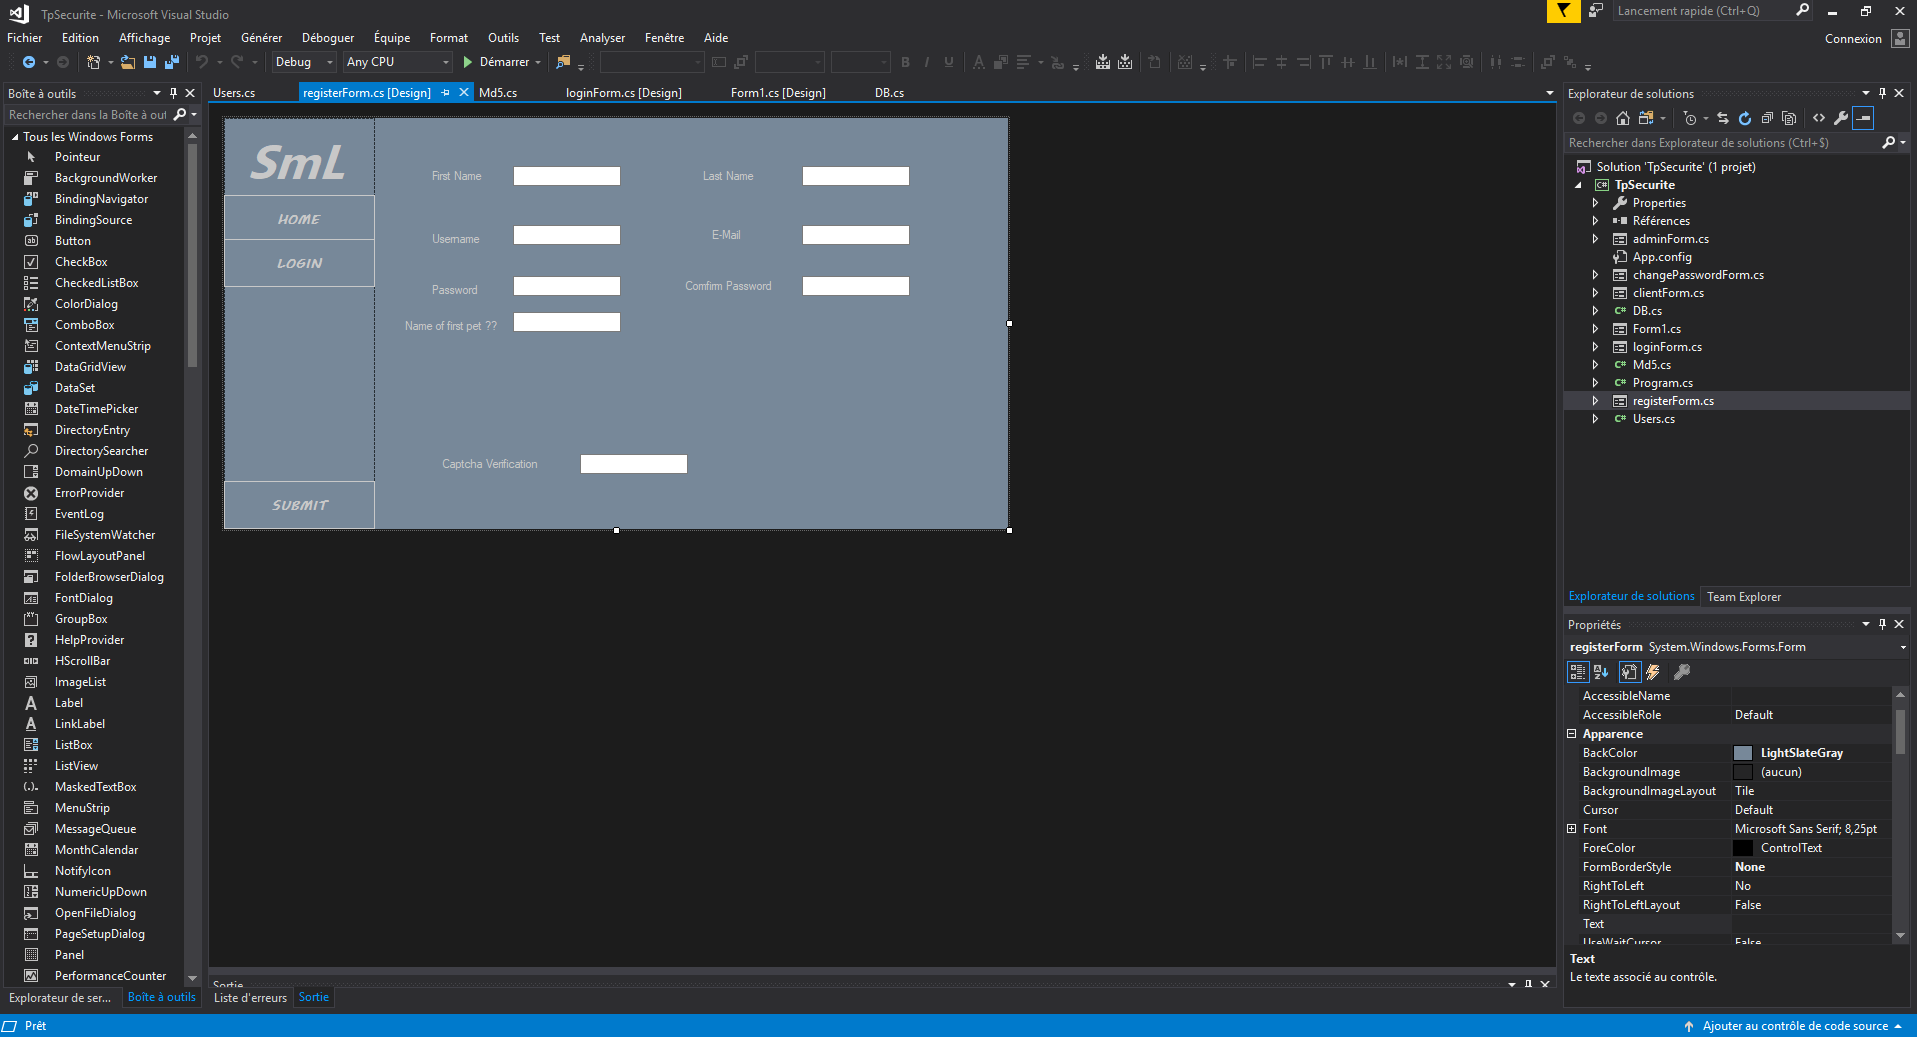 TpSecurite - Microsoft Visual Studio
Lancement rapide (Ctrl+Q)
Fichier Edition Affichage Projet Générer Déboguer Équipe Format Outils Test Analyser Fenêtre Aide
Connexion
Debug Any CPU Démarrer
Boîte à outils
Rechercher dans la Boîte à out
Tous les Windows Forms
Pointeur
BackgroundWorker
BindingNavigator
BindingSource
Button
CheckBox
CheckedListBox
ColorDialog
ComboBox
ContextMenuStrip
DataGridView
DataSet
DateTimePicker
DirectoryEntry
DirectorySearcher
DomainUpDown
ErrorProvider
EventLog
FileSystemWatcher
FlowLayoutPanel
FolderBrowserDialog
FontDialog
GroupBox
HelpProvider
HScrollBar
ImageList
Label
LinkLabel
ListBox
ListView
MaskedTextBox
MenuStrip
MessageQueue
MonthCalendar
NotifyIcon
NumericUpDown
OpenFileDialog
PageSetupDialog
Panel
PerformanceCounter
Explorateur de ser... Boîte à outils
Users.cs registerForm.cs [Design] Md5.cs loginForm.cs [Design] Form1.cs [Design] DB.cs
SmL
HOME
LOGIN
SUBMIT
First Name Last Name
Username E-Mail
Password Comfirm Password
Name of first pet ??
Captcha Verification
Sortie
Liste d'erreurs Sortie
Explorateur de solutions
Rechercher dans Explorateur de solutions (Ctrl+$)
Solution 'TpSecurite' (1 projet)
TpSecurite
Properties
Références
adminForm.cs
App.config
changePasswordForm.cs
clientForm.cs
DB.cs
Form1.cs
loginForm.cs
Md5.cs
Program.cs
registerForm.cs
Users.cs
Explorateur de solutions Team Explorer
Propriétés
registerForm System.Windows.Forms.Form
AccessibleName
AccessibleRole Default
Apparence
BackColor LightSlateGray
BackgroundImage (aucun)
BackgroundImageLayout Tile
Cursor Default
Font Microsoft Sans Serif; 8,25pt
ForeColor ControlText
FormBorderStyle None
RightToLeft No
RightToLeftLayout False
Text
UseWaitCursor False
Text
Le texte associé au contrôle.
Prêt
Ajouter au contrôle de code source